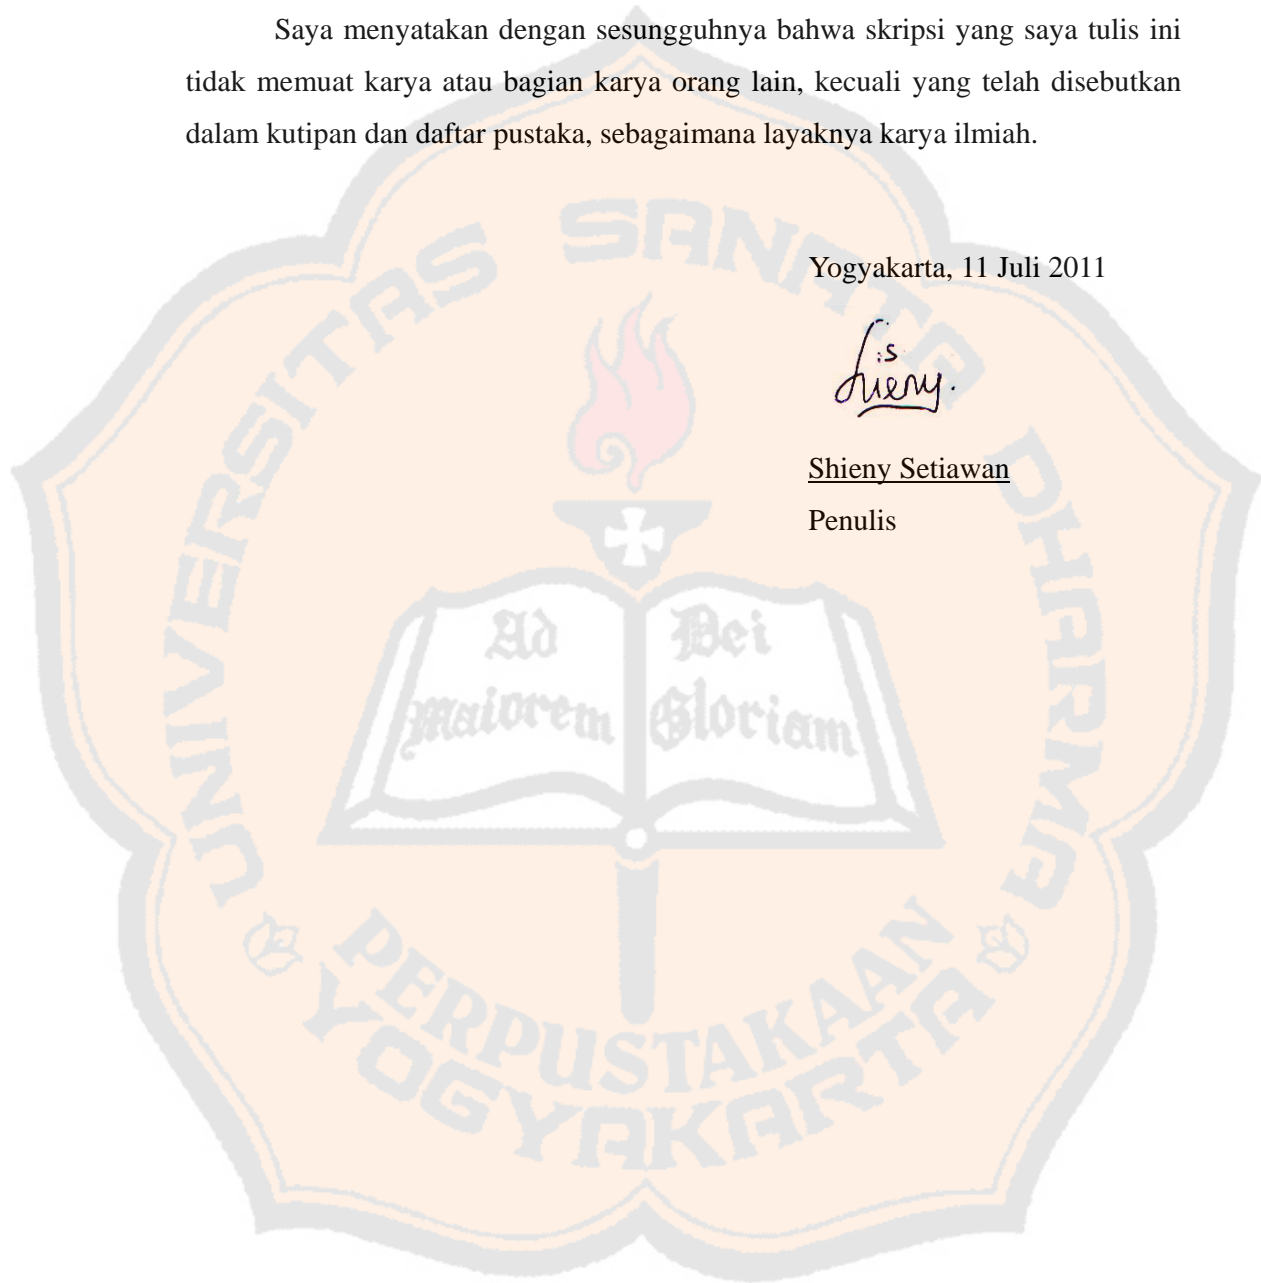 Saya menyatakan dengan sesungguhnya bahwa skripsi yang saya tulis ini
tidak memuat karya atau bagian karya orang lain, kecuali yang telah disebutkan
dalam kutipan dan daftar pustaka, sebagaimana layaknya karya ilmiah.
Yogyakarta, 11 Juli 2011
Shieny Setiawan
Penulis
UNIVERSITAS SANATA DHARMA
Ad
maiorem
Dei
Gloriam
PERPUSTAKAAN
YOGYAKARTA